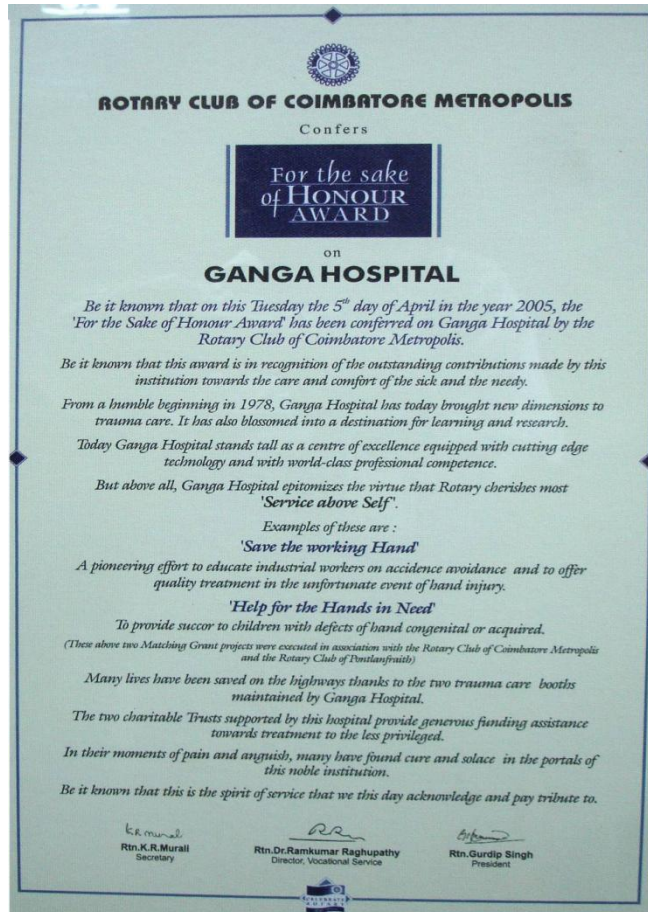 ROTARY CLUB OF COIMBATORE METROPOLIS
Confers
For the sake
of HONOUR
AWARD
on
GANGA HOSPITAL
Be it known that on this Tuesday the 5th day of April in the year 2005, the
'For the Sake of Honour Award' has been conferred on Ganga Hospital by the
Rotary Club of Coimbatore Metropolis.
Be it known that this award is in recognition of the outstanding contributions made by this
institution towards the care and comfort of the sick and the needy.
From a humble beginning in 1978, Ganga Hospital has today brought new dimensions to
trauma care. It has also blossomed into a destination for learning and research.
Today Ganga Hospital stands tall as a centre of excellence equipped with cutting edge
technology and with world-class professional competence.
But above all, Ganga Hospital epitomizes the virtue that Rotary cherishes most
'Service above Self'.
Examples of these are :
'Save the working Hand'
A pioneering effort to educate industrial workers on accidence avoidance and to offer
quality treatment in the unfortunate event of hand injury.
'Help for the Hands in Need'
To provide succor to children with defects of hand congenital or acquired.
(These above two Matching Grant projects were executed in association with the Rotary Club of Coimbatore Metropolis
and the Rotary Club of Pontlanfraith)
Many lives have been saved on the highways thanks to the two trauma care booths
maintained by Ganga Hospital.
The two charitable Trusts supported by this hospital provide generous funding assistance
towards treatment to the less privileged.
In their moments of pain and anguish, many have found cure and solace in the portals of
this noble institution.
Be it known that this is the spirit of service that we this day acknowledge and pay tribute to.
K.R. Murali
Rtn.K.R.Murali
Secretary
Rtn.Dr.Ramkumar Raghupathy
Director, Vocational Service
Rtn.Gurdip Singh
President
CELEBRATE
ROTARY